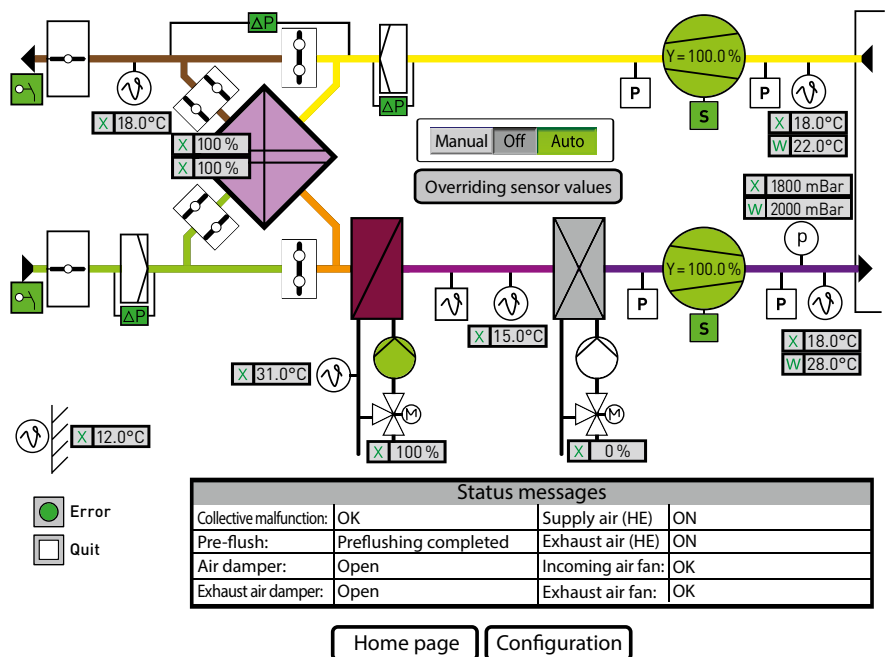 ΔP
Y = 100.0 %
P
P
S
ϑ
ϑ
ΔP
X 18.0°C
X 100 %
X 100 %
X 18.0°C
W 22.0°C
Manual Off Auto
Overriding sensor values
X 1800 mBar
W 2000 mBar
p
Y = 100.0 %
ΔP
ϑ
ϑ
P
P
ϑ
S
X 15.0°C
X 18.0°C
W 28.0°C
X 31.0°C
ϑ
M
M
ϑ
X 12.0°C
X 100 %
X 0 %
Error
Quit
Status messages
Collective malfunction: OK Supply air (HE) ON
Pre-flush: Preflushing completed Exhaust air (HE) ON
Air damper: Open Incoming air fan: OK
Exhaust air damper: Open Exhaust air fan: OK
Home page Configuration